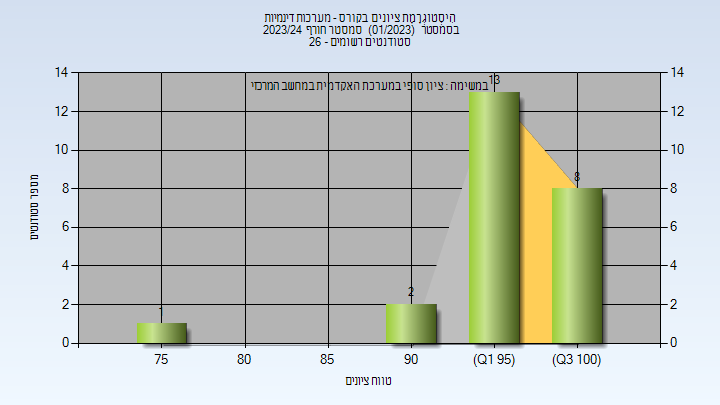 היסטוגרמת ציונים בקורס - מערכות דינמיות
בסמסטר (01/2023) סמסטר חורף 2023/24
סטודנטים רשומים - 26
במשימה : ציון סופי במערכת האקדמית במחשב המרכזי
מספר סטודנטים
14 14
12 12
10 10
8 8
6 6
4 4
2 2
0 0
1 2 13 8
75 80 85 90 (Q1 95) (Q3 100)
טווח ציונים